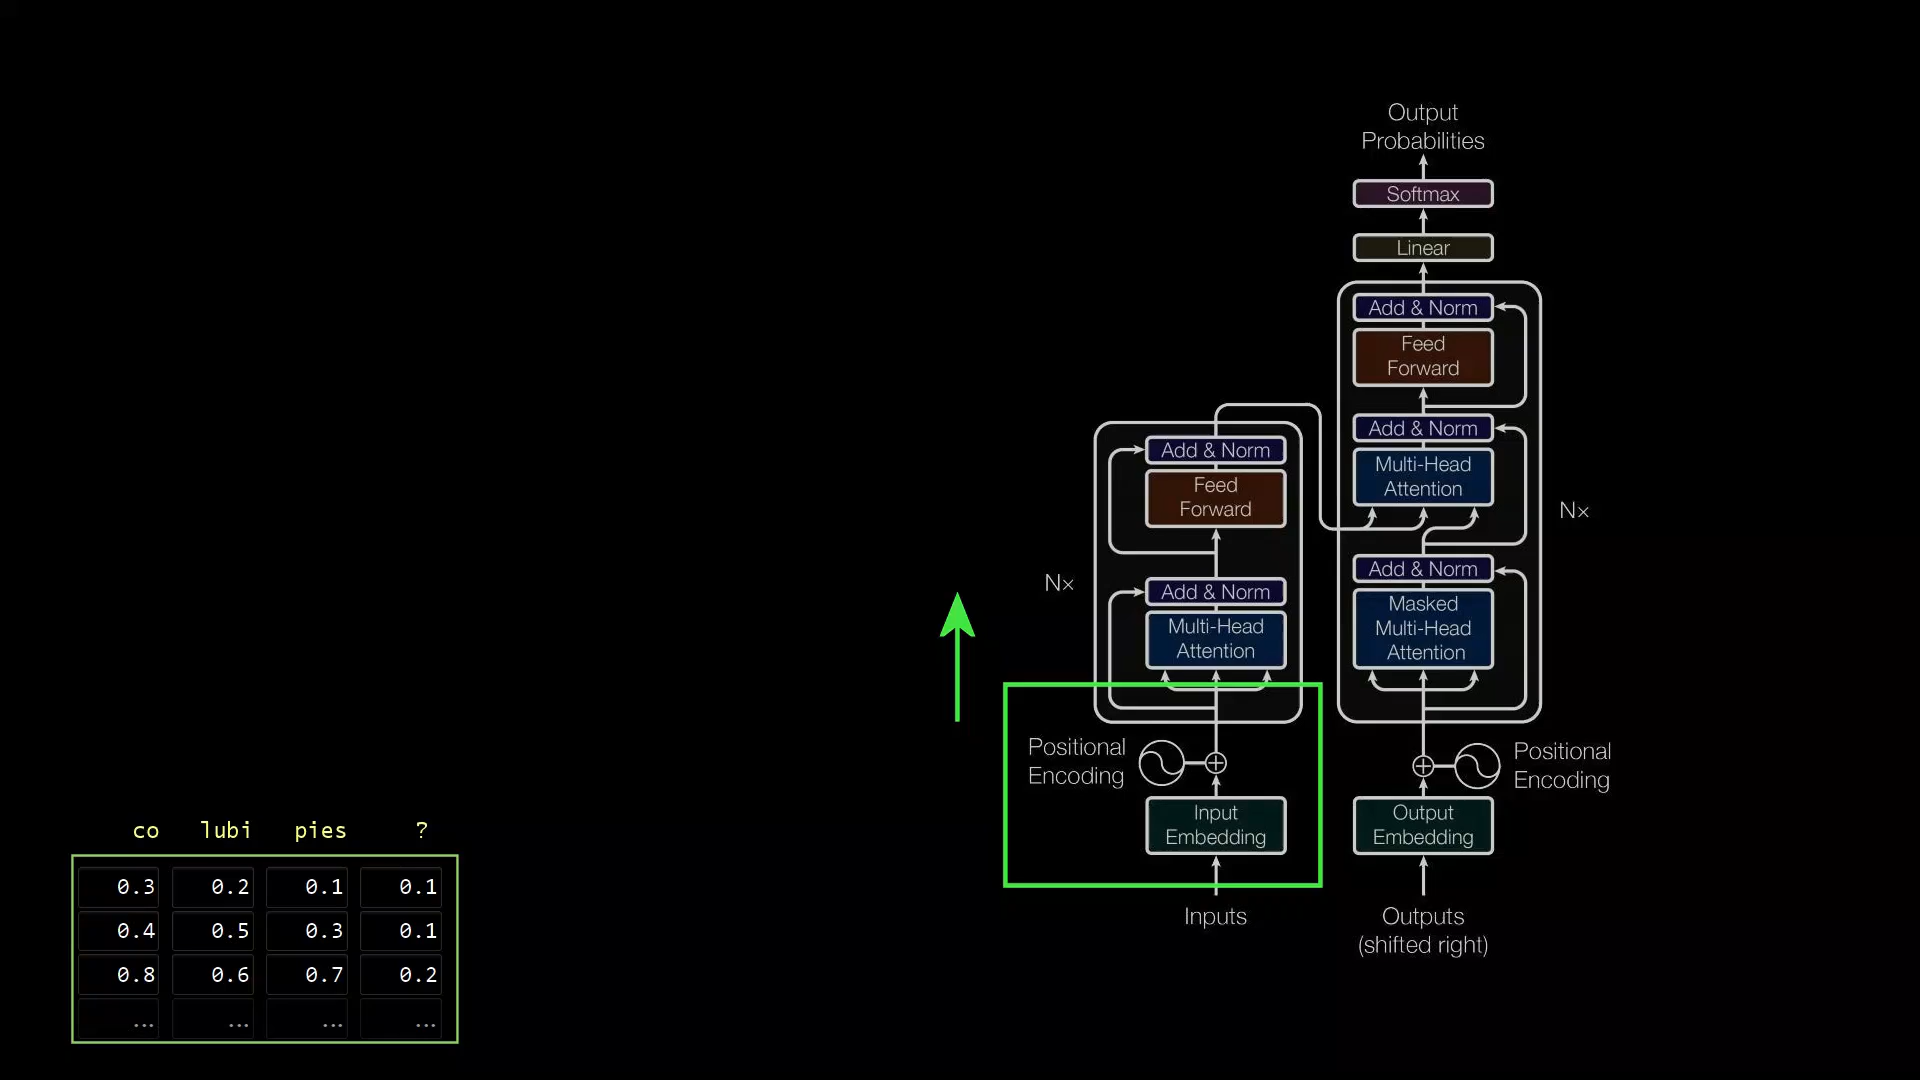 Output
Probabilities
Softmax
Linear
Add & Norm
Feed
Forward
Add & Norm
Multi-Head
Attention
Nx
Add & Norm
Masked
Multi-Head
Attention
Positional
Encoding
Output
Embedding
Outputs
(shifted right)
Add & Norm
Feed
Forward
Nx
Add & Norm
Multi-Head
Attention
Positional
Encoding
Input
Embedding
Inputs
co lubi pies ?
0.3 0.2 0.1 0.1
0.4 0.5 0.3 0.1
0.8 0.6 0.7 0.2
... ... ... ...